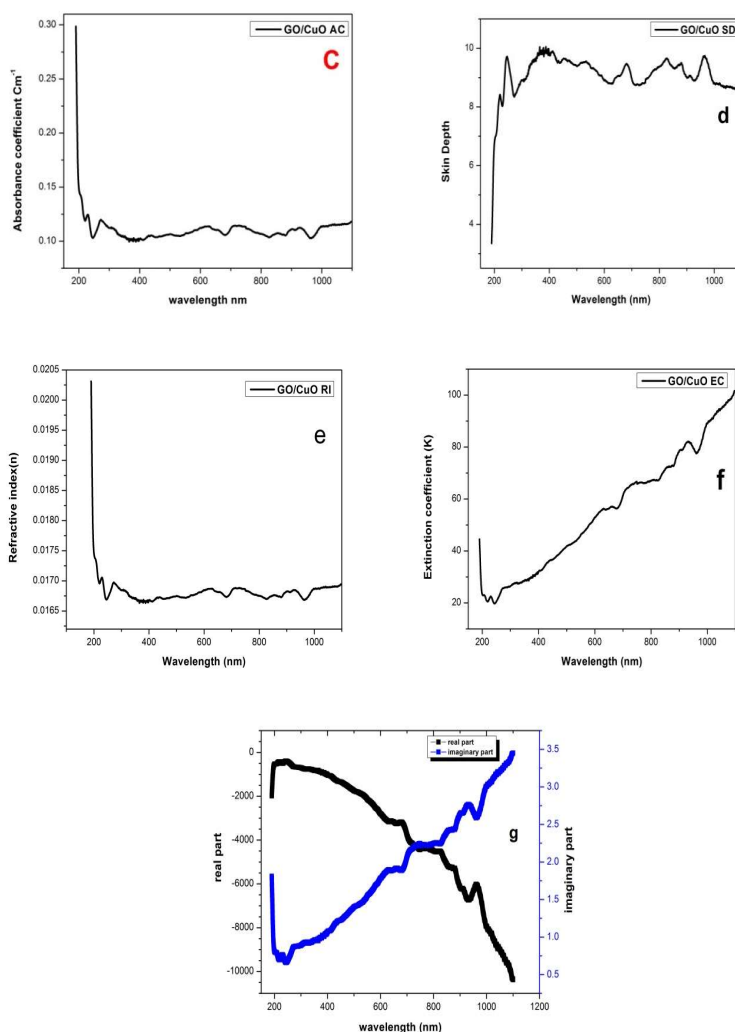 GO/CuO AC
C
0.30
0.25
0.20
0.15
0.10
Absorbance coefficient Cm-1
200 400 600 800 1000
wavelength nm
GO/CuO SD
d
10
8
6
4
Skin Depth
200 400 600 800 1000
Wavelength (nm)
GO/CuO RI
e
0.0205
0.0200
0.0195
0.0190
0.0185
0.0180
0.0175
0.0170
0.0165
Refractive index(n)
200 400 600 800 1000
Wavelength (nm)
GO/CuO EC
f
100
80
60
40
20
Extinction coefficient (K)
200 400 600 800 1000
Wavelength (nm)
real part
imaginary part
g
0
-2000
-4000
-6000
-8000
-10000
real part
3.5
3.0
2.5
2.0
1.5
1.0
0.5
imaginary part
200 400 600 800 1000 1200
wavelength (nm)